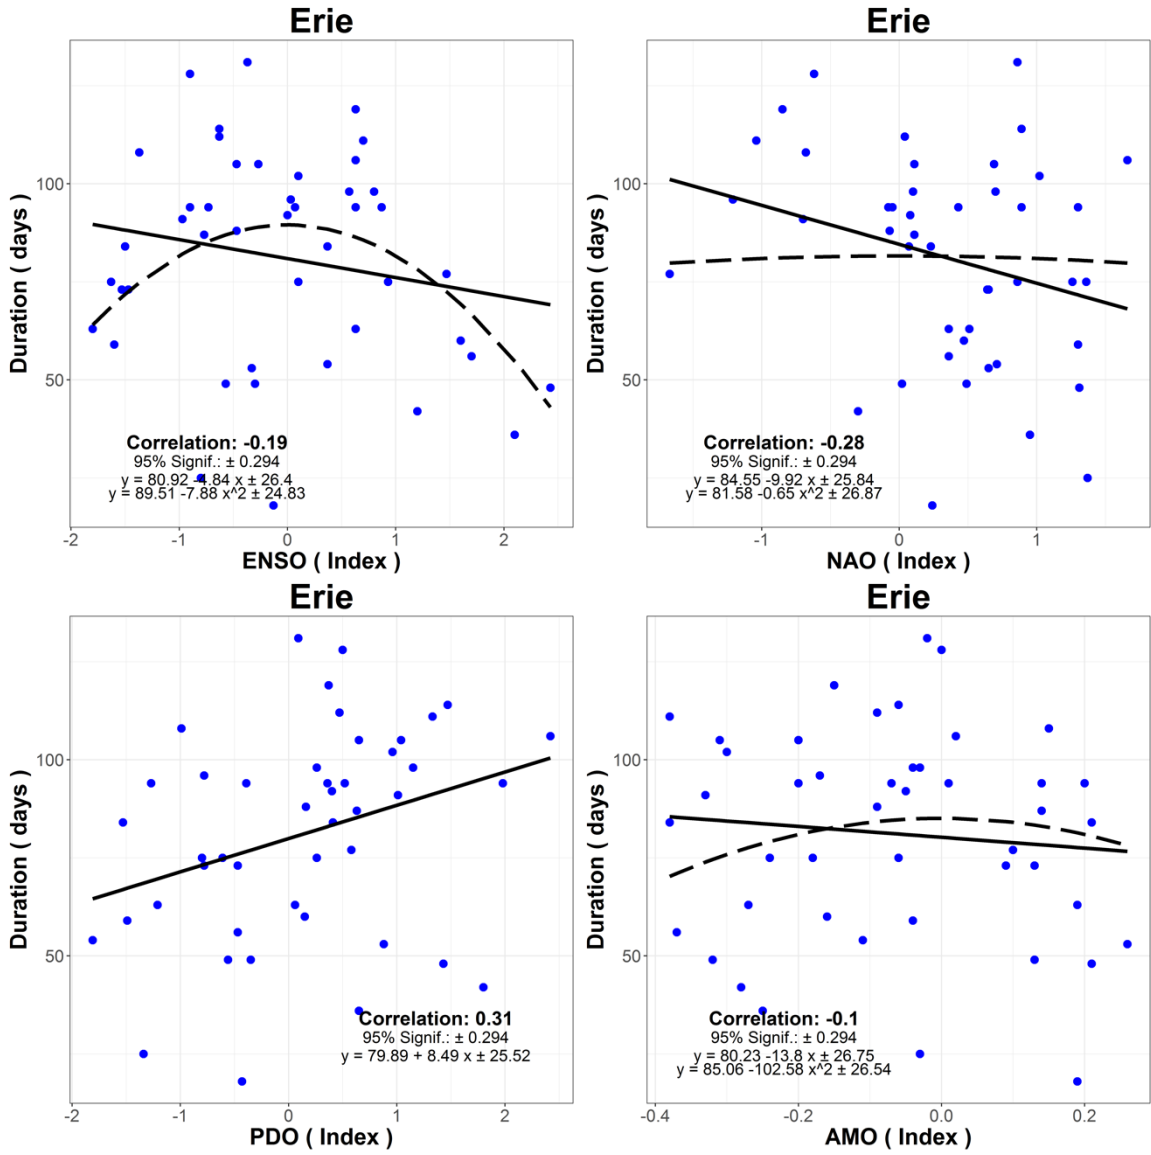 Erie
Duration ( days )
100
50
Correlation: -0.19
95% Signif.: ± 0.294
y = 80.92 -4.84 x ± 26.4
y = 89.51 -7.88 x^2 ± 24.83
-2 -1 0 1 2
ENSO ( Index )
Erie
Duration ( days )
100
50
Correlation: -0.28
95% Signif.: ± 0.294
y = 84.55 -9.92 x ± 25.84
y = 81.58 -0.65 x^2 ± 26.87
-1 0 1
NAO ( Index )
Erie
Duration ( days )
100
50
Correlation: 0.31
95% Signif.: ± 0.294
y = 79.89 + 8.49 x ± 25.52
-2 -1 0 1 2
PDO ( Index )
Erie
Duration ( days )
100
50
Correlation: -0.1
95% Signif.: ± 0.294
y = 80.23 -13.8 x ± 26.75
y = 85.06 -102.58 x^2 ± 26.54
-0.4 -0.2 0.0 0.2
AMO ( Index )